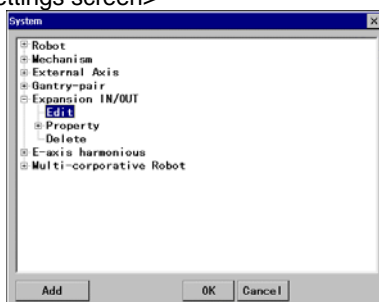 ettings screen>
System
Robot
Mechanism
External Axis
Gantry-pair
Expansion IN/OUT
Edit
Property
Delete
E-axis harmonious
Multi-corporative Robot
Add OK Cancel